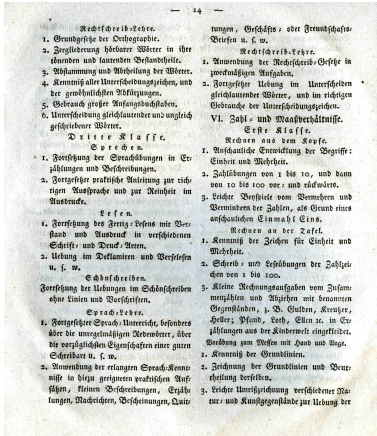 — 14 —
Rechtschreib-Lehre.
1. Grundgesetze der Orthographie.
2. Zergliederung hörbarer Wörter in ihre
tönenden und lautenden Bestandtheile.
3. Abstammung und Abtheilung der Wörter.
4. Kenntniß aller Unterscheidungszeichen, und
der gewöhnlichsten Abkürzungen.
5. Gebrauch großer Anfangsbuchstaben.
6. Unterscheidung gleichlautender und ungleich
geschriebener Wörter.
Dritte Klasse.
Sprechen.
1. Fortsetzung der Sprachübungen in Er-
zählungen und Beschreibungen.
2. Fortgesetzte praktische Anleitung zur rich-
tigen Aussprache und zur Reinheit im
Ausdrucke.
Lesen.
1. Fortsetzung des Fertig-Lesens mit Ver-
stand und Ausdruck in verschiedenen
Schrift- und Druck-Arten.
2. Uebung im Deklamiren und Verselesen
u. s. w.
Schönschreiben.
Fortsetzung der Uebungen im Schönschreiben
ohne Linien und Vorschriften.
Sprach-Lehre.
1. Fortgesetzter Sprach-Unterricht, besonders
über die unregelmäßigen Redewörter, über
die vorzüglichsten Eigenschaften einer guten
Schreibart u. s. w.
2. Anwendung der erlangten Sprach-Kennt-
nisse in hiezu geeigneten praktischen Auf-
sätzen, kleinen Beschreibungen, Erzäh-
lungen, Nachrichten, Bescheinungen, Quit-
tungen, Geschäfts- oder Freundschafts-
Briefen u. s. w.
Rechtschreib-Lehre.
1. Anwendung der Rechtschreib-Gesetze in
zweckmäßigen Aufgaben.
2. Fortgesetzte Uebung im Unterscheiden
gleichlautender Wörter, und im richtigen
Gebrauche der Unterscheidungszeichen.
VI. Zahl- und Maaßverhältnisse.
Erste Klasse.
Rechnen aus dem Kopfe.
1. Anschauliche Entwicklung der Begriffe:
Einheit und Mehrheit.
2. Zahlübungen von 1 bis 10, und dann
von 10 bis 100 vor- und rückwärts.
3. Leichte Beyspiele vom Vermehren und
Vermindern der Zahlen, als Grund eines
anschaulichen Einmahl Eins.
Rechnen an der Tafel.
1. Kenntniß der Zeichen für Einheit und
Mehrheit.
2. Schreib- und Leseübungen der Zahlzei-
chen von 1 bis 100.
3. Kleine Rechnungsaufgaben vom Zusam-
menzählen und Abziehen mit benannten
Gegenständen, z. B. Gulden, Kreutzer,
Heller; Pfund, Loth, Ellen ic. in Er-
zählungen aus der Kinderwelt eingekleidet.
Vorübung zum Messen mit Hand und Auge.
1. Kenntniß der Grundlinien.
2. Zeichnung der Grundlinien und Beur-
theilung derselben.
3. Leichte Umrißzeichnung verschiedener Na-
tur- und Kunstgegenstände zur Uebung der